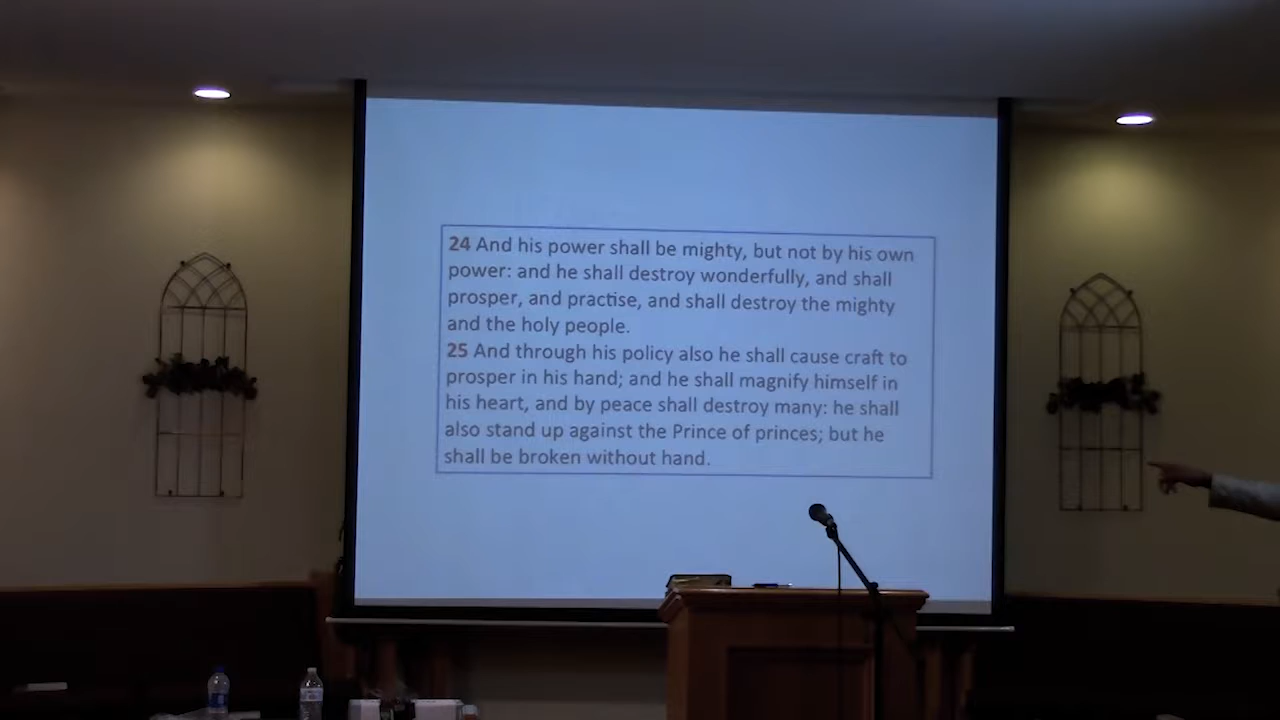 24 And his power shall be mighty, but not by his own
power: and he shall destroy wonderfully, and shall
prosper, and practise, and shall destroy the mighty
and the holy people.
25 And through his policy also he shall cause craft to
prosper in his hand; and he shall magnify himself in
his heart, and by peace shall destroy many: he shall
also stand up against the Prince of princes; but he
shall be broken without hand.